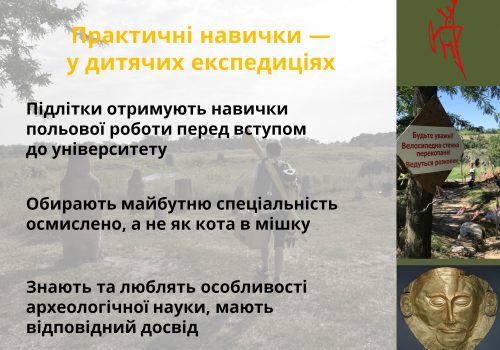 Практичні навички —
у дитячих експедиціях
Підлітки отримують навички
польової роботи перед вступом
до університету
Обирають майбутню спеціальність
осмислено, а не як кота в мішку
Знають та люблять особливості
археологічної науки, мають
відповідний досвід
Будьте уважні!
Велосипедна стежка
перекопана!
Ведуться розкопки